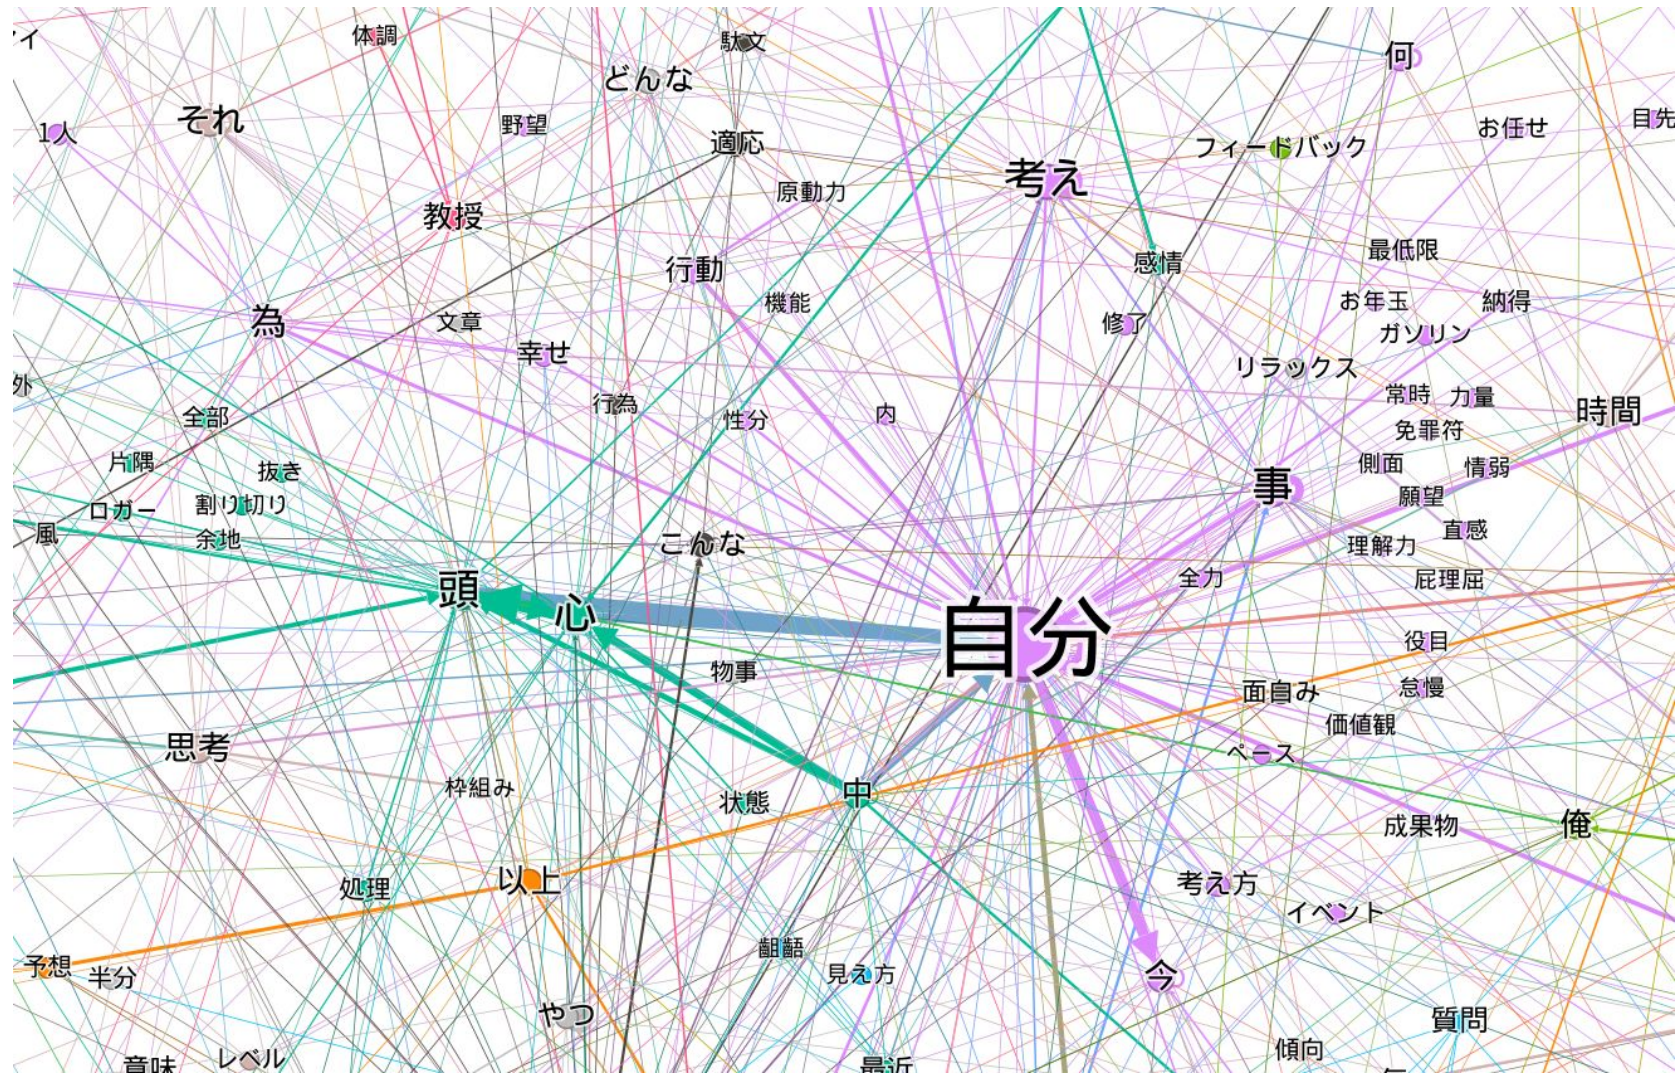 体調
駄文
何
どんな
それ
1人
野望
適応
フィードバック
お任せ
目先
考え
原動力
教授
最低限
感情
行動
機能
お年玉
納得
為
文章
修了
ガソリン
幸せ
リラックス
外
行為
常時
力量
時間
全部
性分
内
免罪符
片隅
抜き
側面
情弱
事
願望
ロガー
割り切り
風
余地
こんな
直感
理解力
全力
屁理屈
頭
心
自分
役目
物事
面白み
怠慢
価値観
思考
ペース
枠組み
状態
中
成果物
俺
処理
以上
考え方
イベント
齟齬
見え方
今
予想
半分
やつ
質問
傾向
意味
レベル
最近